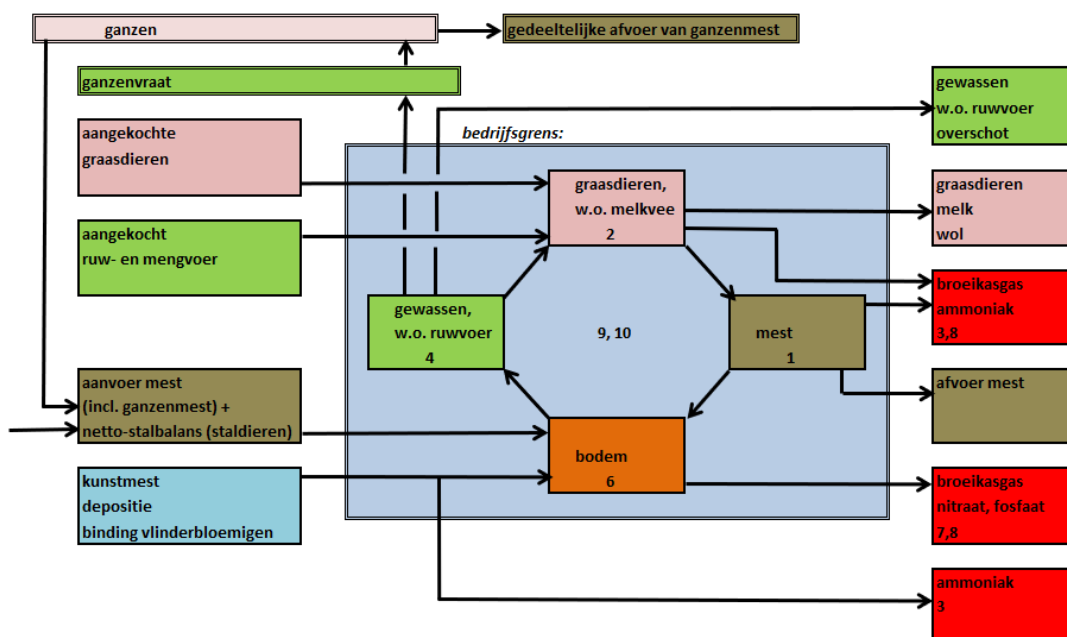 ganzen
gedeeltelijke afvoer van ganzenmest
ganzenvraat
gewassen
w.o. ruwvoer
overschot
aangekochte
graasdieren
bedrijfsgrens:
graasdieren,
w.o. melkvee
2
graasdieren
melk
wol
aangekocht
ruw- en mengvoer
broeikasgas
ammoniak
3,8
gewassen,
w.o. ruwvoer
4
9, 10
mest
1
aanvoer mest
(incl. ganzenmest) +
netto-stalbalans (staldieren)
afvoer mest
bodem
6
kunstmest
depositie
binding vlinderbloemigen
broeikasgas
nitraat, fosfaat
7,8
ammoniak
3